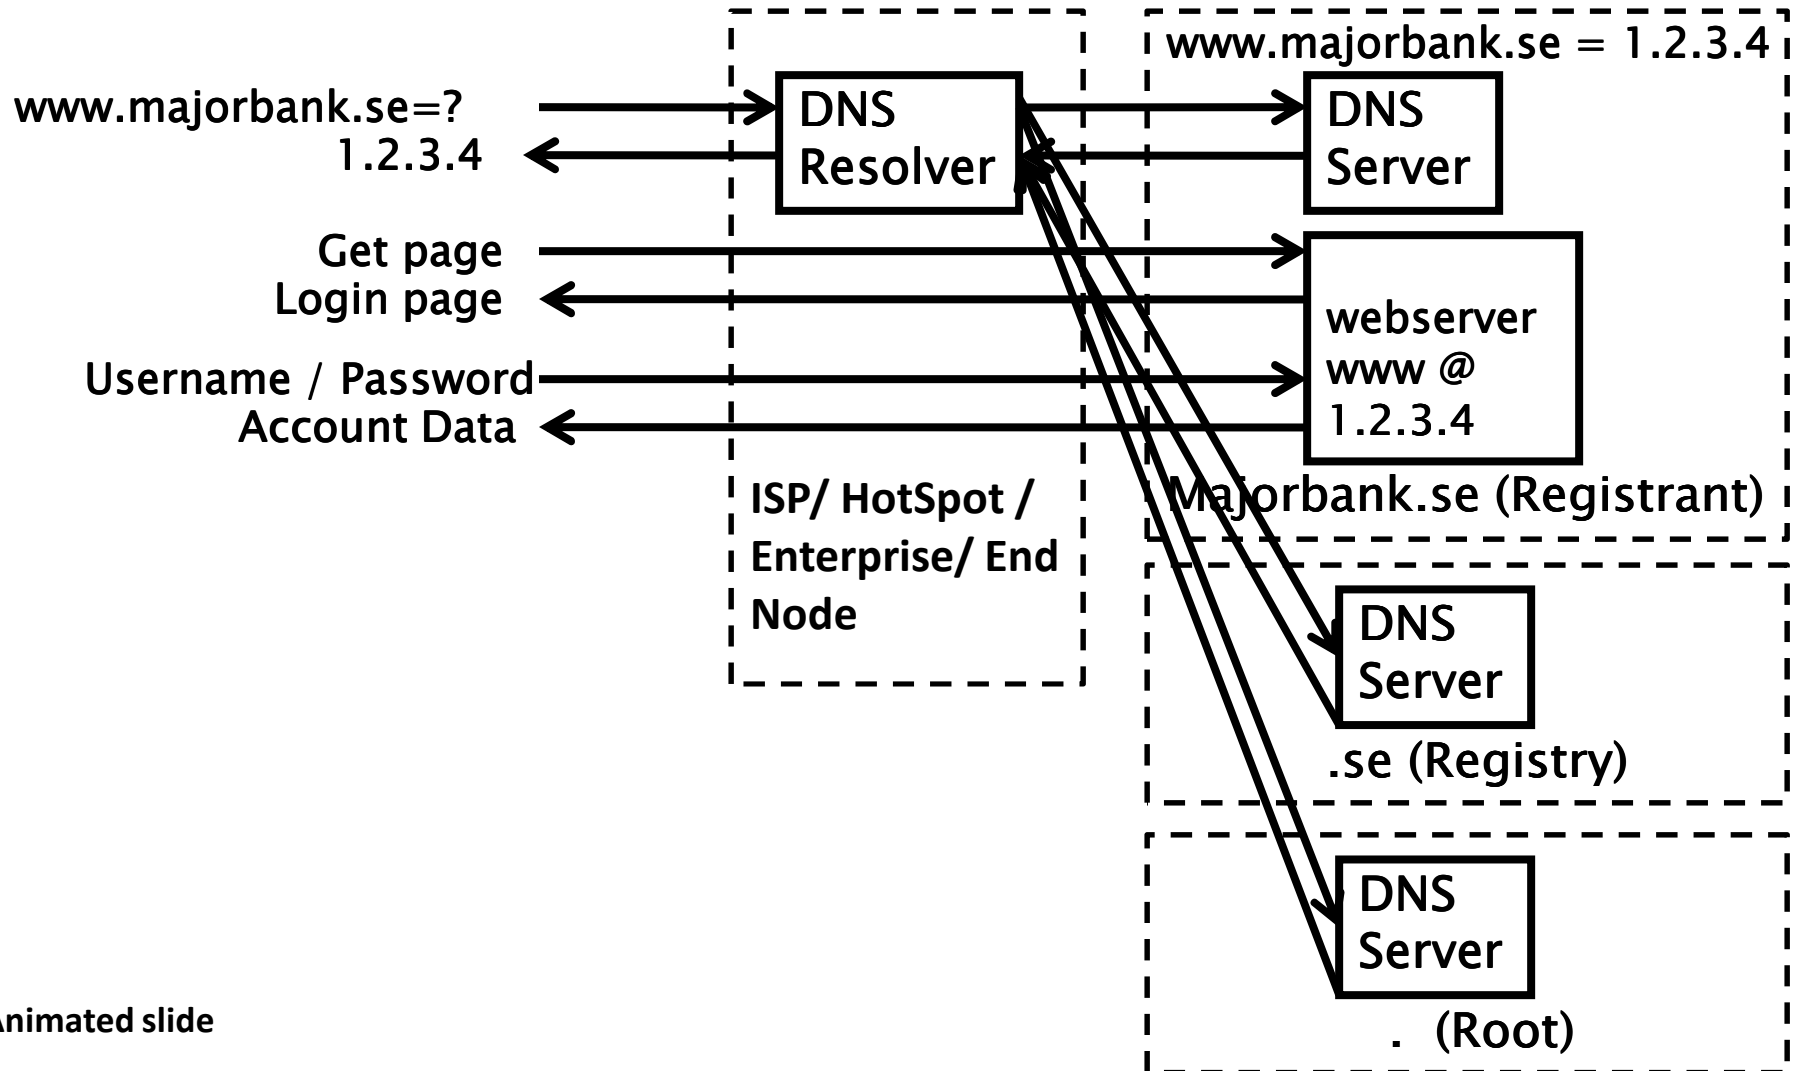 www.majorbank.se = 1.2.3.4
www.majorbank.se=?
1.2.3.4
DNS
Resolver
DNS
Server
Get page
Login page
Username / Password
Account Data
webserver
www @
1.2.3.4
Majorbank.se (Registrant)
ISP/ HotSpot /
Enterprise/ End
Node
DNS
Server
.se (Registry)
DNS
Server
. (Root)
Animated slide